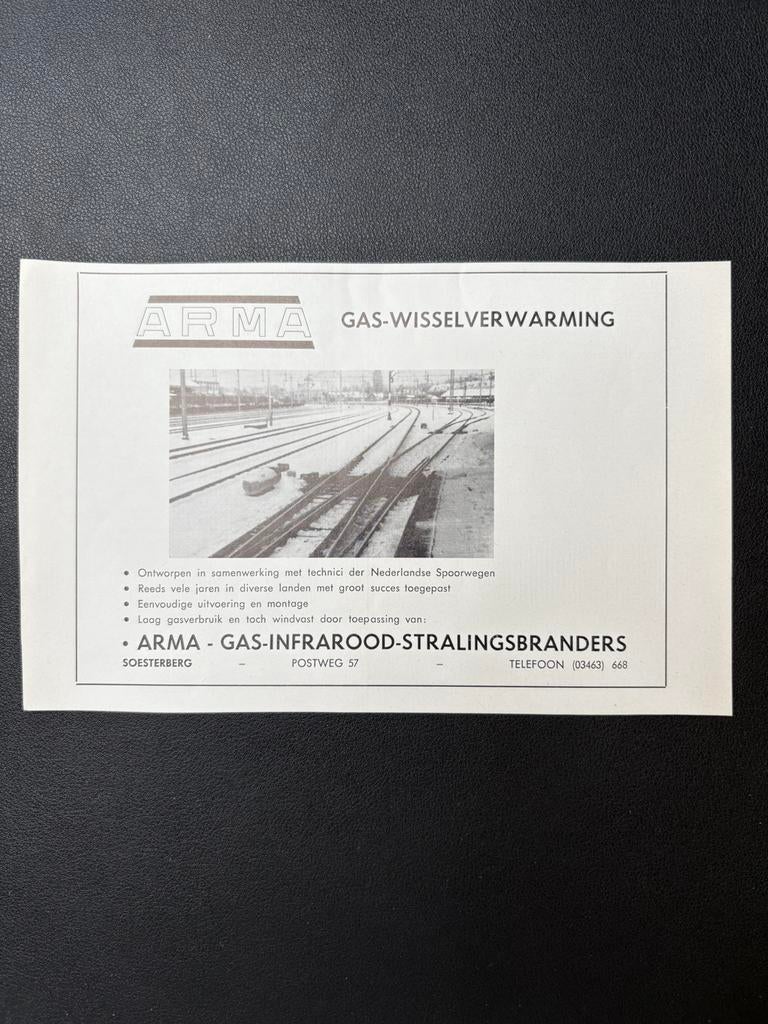 ARMA
GAS-WISSELVERWARMING
• Ontworpen in samenwerking met technici der Nederlandse Spoorwegen
• Reeds vele jaren in diverse landen met groot succes toegepast
• Eenvoudige uitvoering en montage
• Laag gasverbruik en toch windvast door toepassing van:
• ARMA - GAS-INFRAROOD-STRALINGSBRANDERS
SOESTERBERG – POSTWEG 57 – TELEFOON (03463) 668